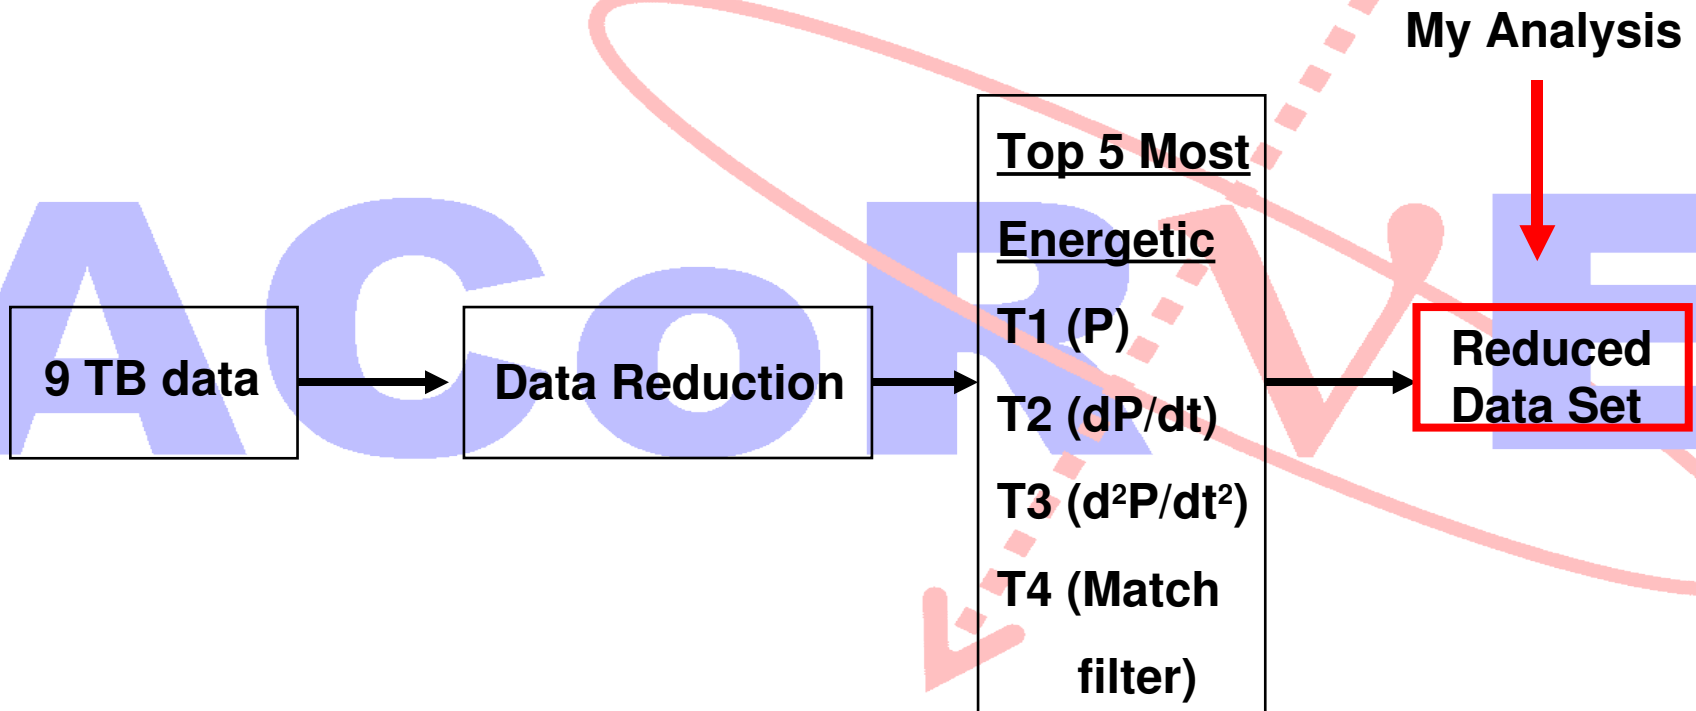 My Analysis
Top 5 Most
Energetic
T1 (P)
T2 (dP/dt)
T3 (d²P/dt²)
T4 (Match
filter)
9 TB data
Data Reduction
Reduced
Data Set
ACoRNE